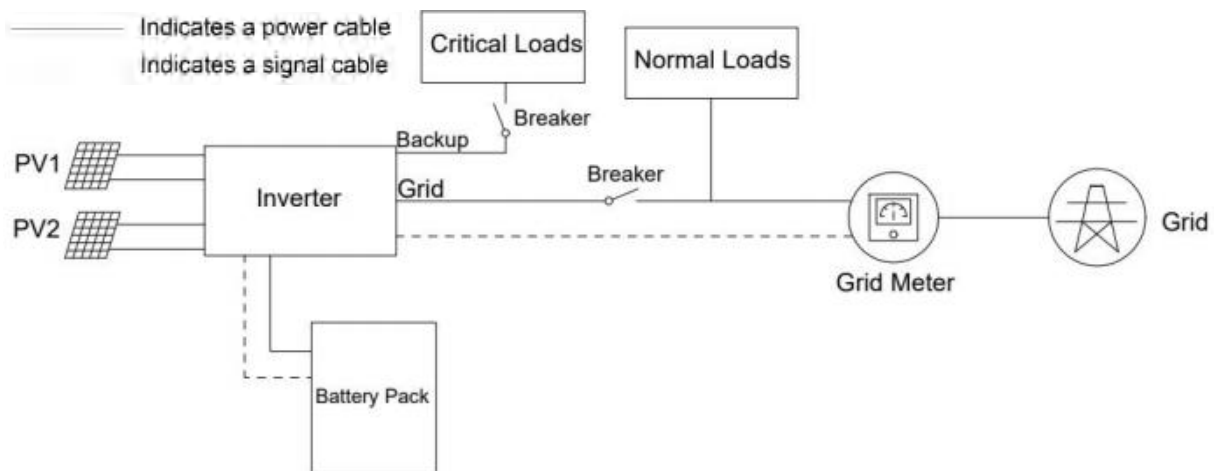 Indicates a power cable
Indicates a signal cable
Critical Loads
Normal Loads
Breaker
Backup
PV1
Inverter
Grid
Breaker
PV2
Grid
Grid Meter
Battery Pack